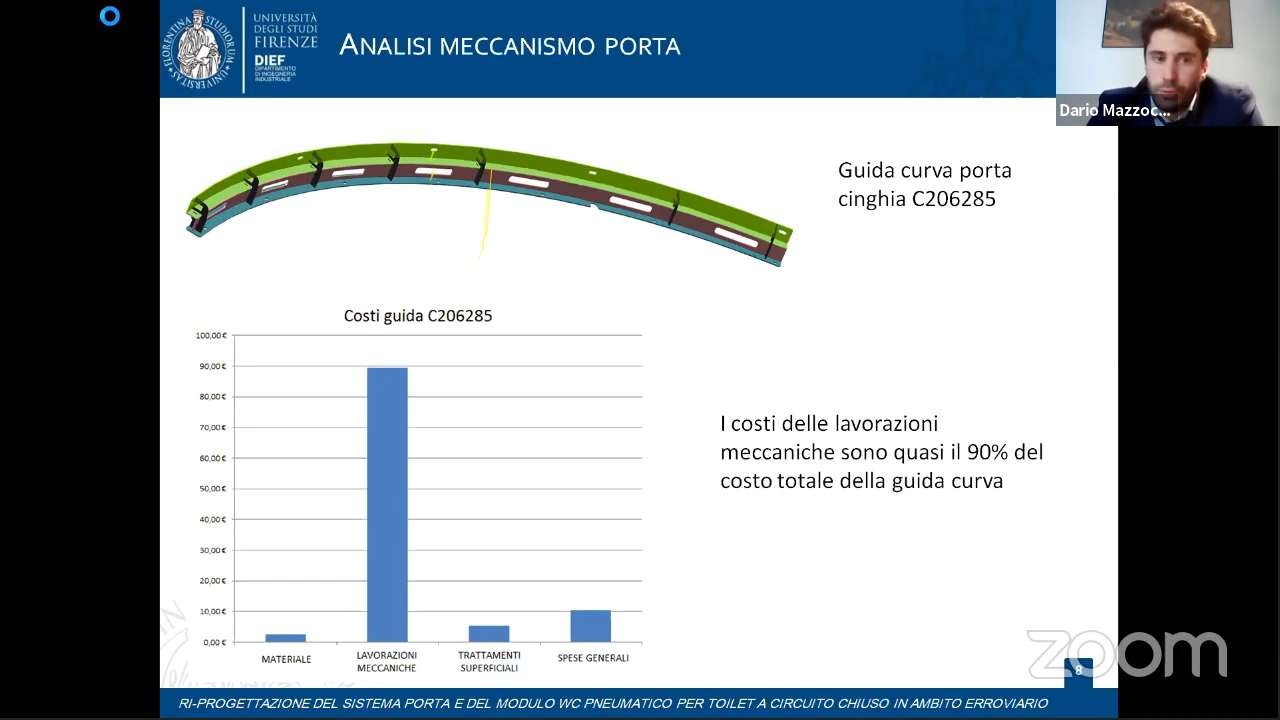 UNIVERSITÀ
DEGLI STUDI
FIRENZE
DIEF
DIPARTIMENTO
DI INGEGNERIA
INDUSTRIALE
ANALISI MECCANISMO PORTA
Dario Mazzoc...
Guida curva porta
cinghia C206285
Costi guida C206285
100,00 €
90,00 €
80,00 €
70,00 €
60,00 €
50,00 €
40,00 €
30,00 €
20,00 €
10,00 €
0,00 €
MATERIALE
LAVORAZIONI
MECCANICHE
TRATTAMENTI
SUPERFICIALI
SPESE GENERALI
I costi delle lavorazioni
meccaniche sono quasi il 90% del
costo totale della guida curva
zoom
8
RI-PROGETTAZIONE DEL SISTEMA PORTA E DEL MODULO WC PNEUMATICO PER TOILET A CIRCUITO CHIUSO IN AMBITO ERROVIARIO